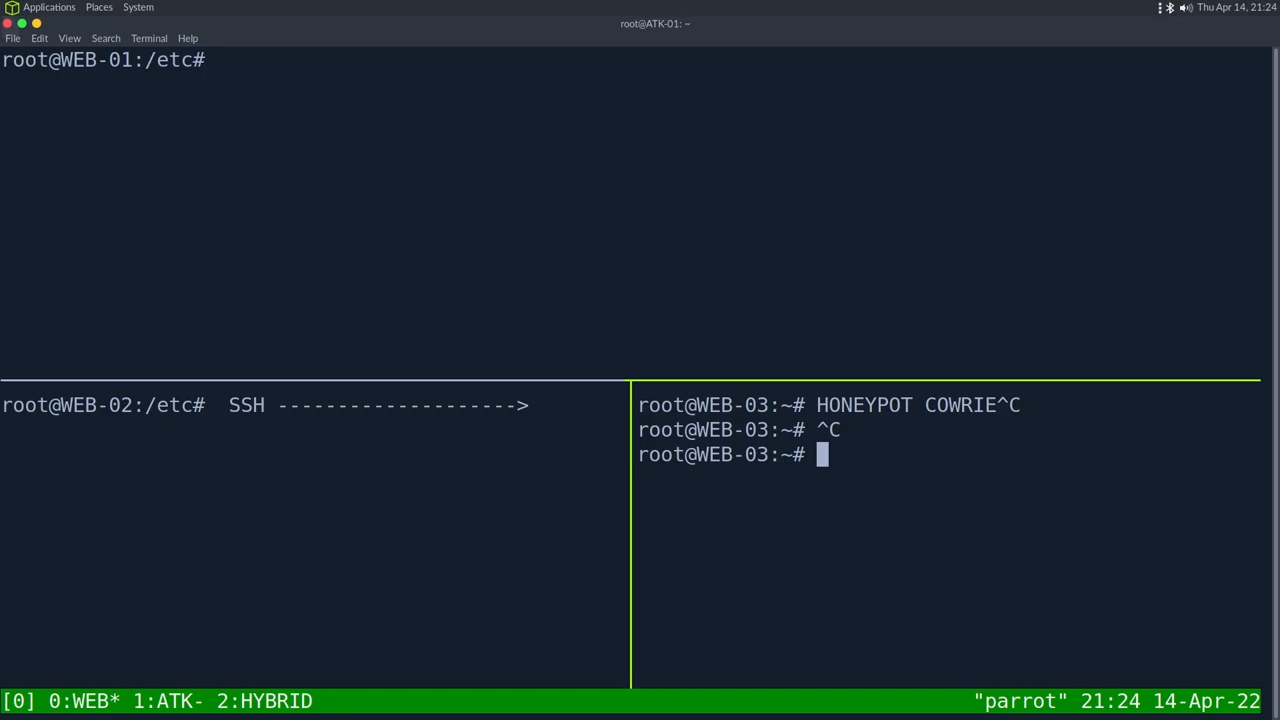 Applications Places System Thu Apr 14, 21:24
root@ATK-01: ~
File Edit View Search Terminal Help
root@WEB-01:/etc#
root@WEB-02:/etc#  SSH -------------------->
root@WEB-03:~# HONEYPOT COWRIE^C
root@WEB-03:~# ^C
root@WEB-03:~#
[0] 0:WEB* 1:ATK- 2:HYBRID "parrot" 21:24 14-Apr-22